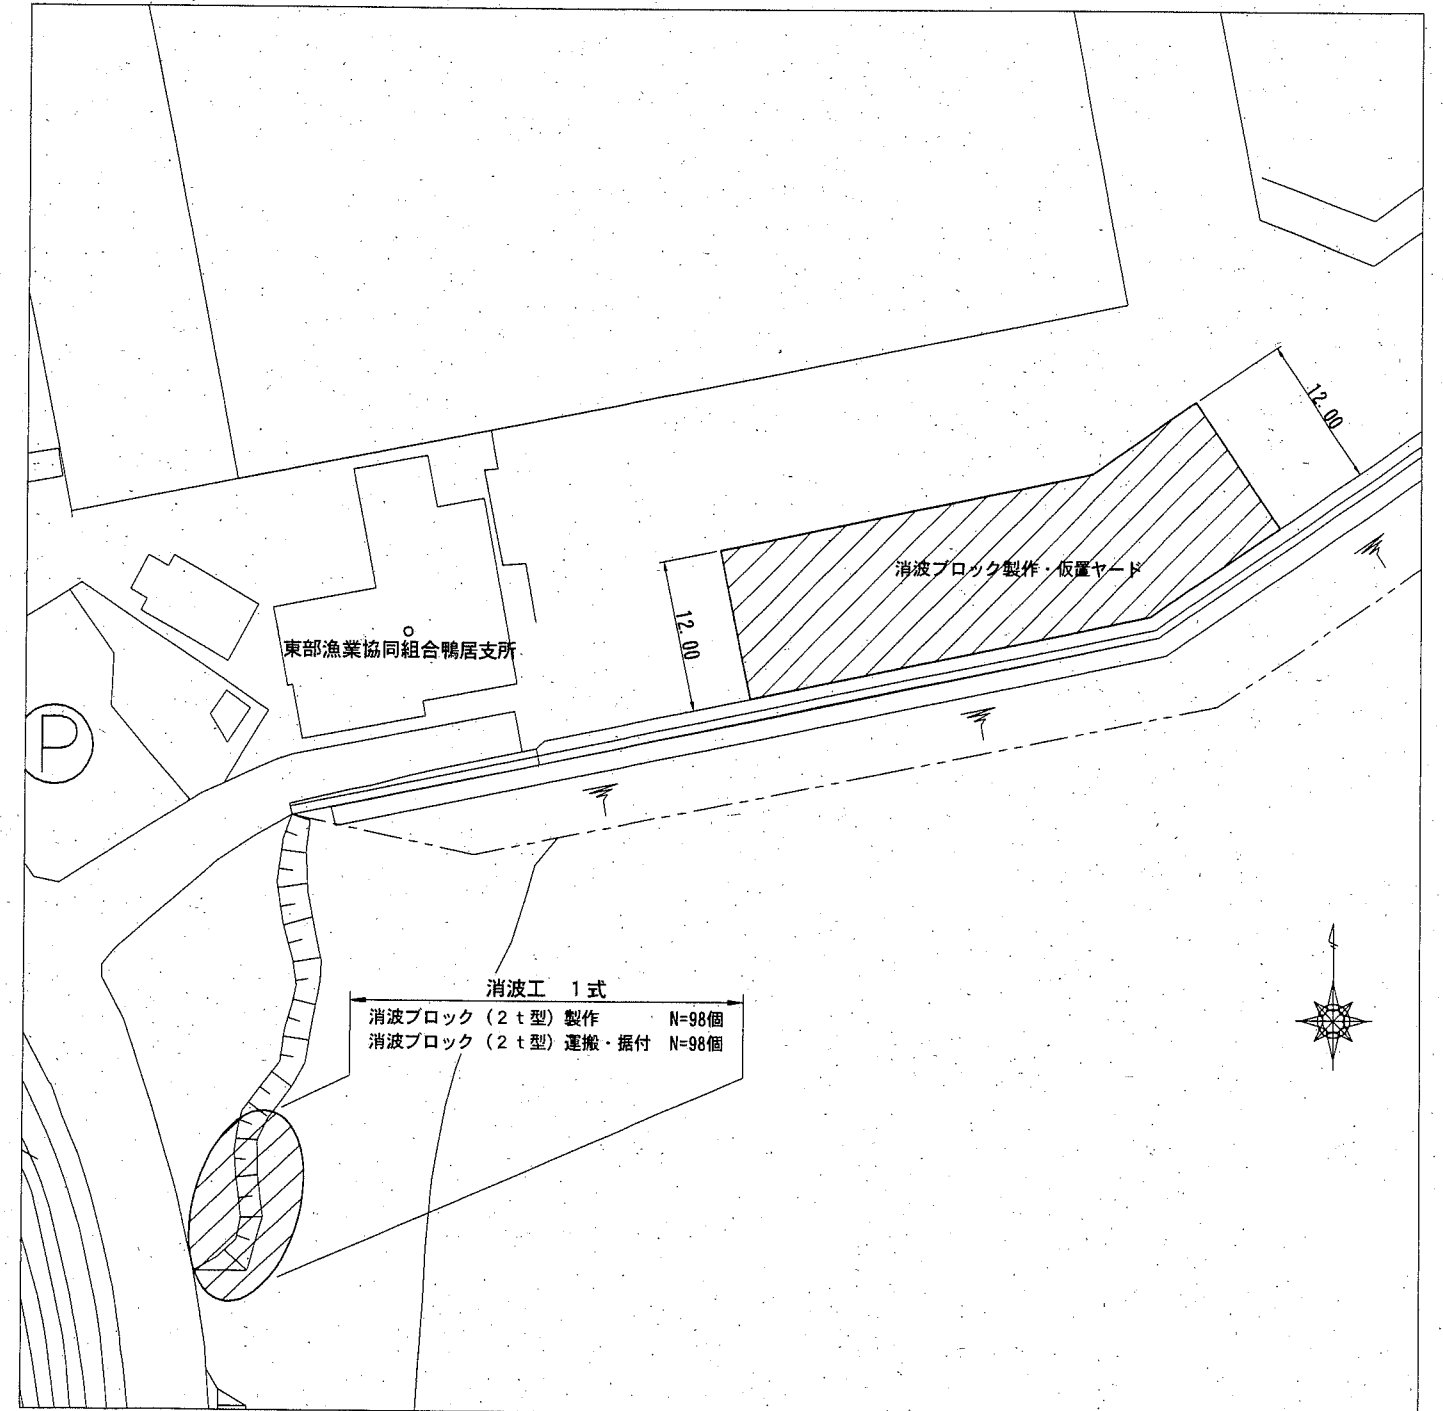 12.00
消波ブロック製作・仮置ヤード
12.00
東部漁業協同組合鴨居支所
P
消波工 1式
消波ブロック（2ｔ型）製作 N=98個
消波ブロック（2ｔ型）運搬・据付 N=98個